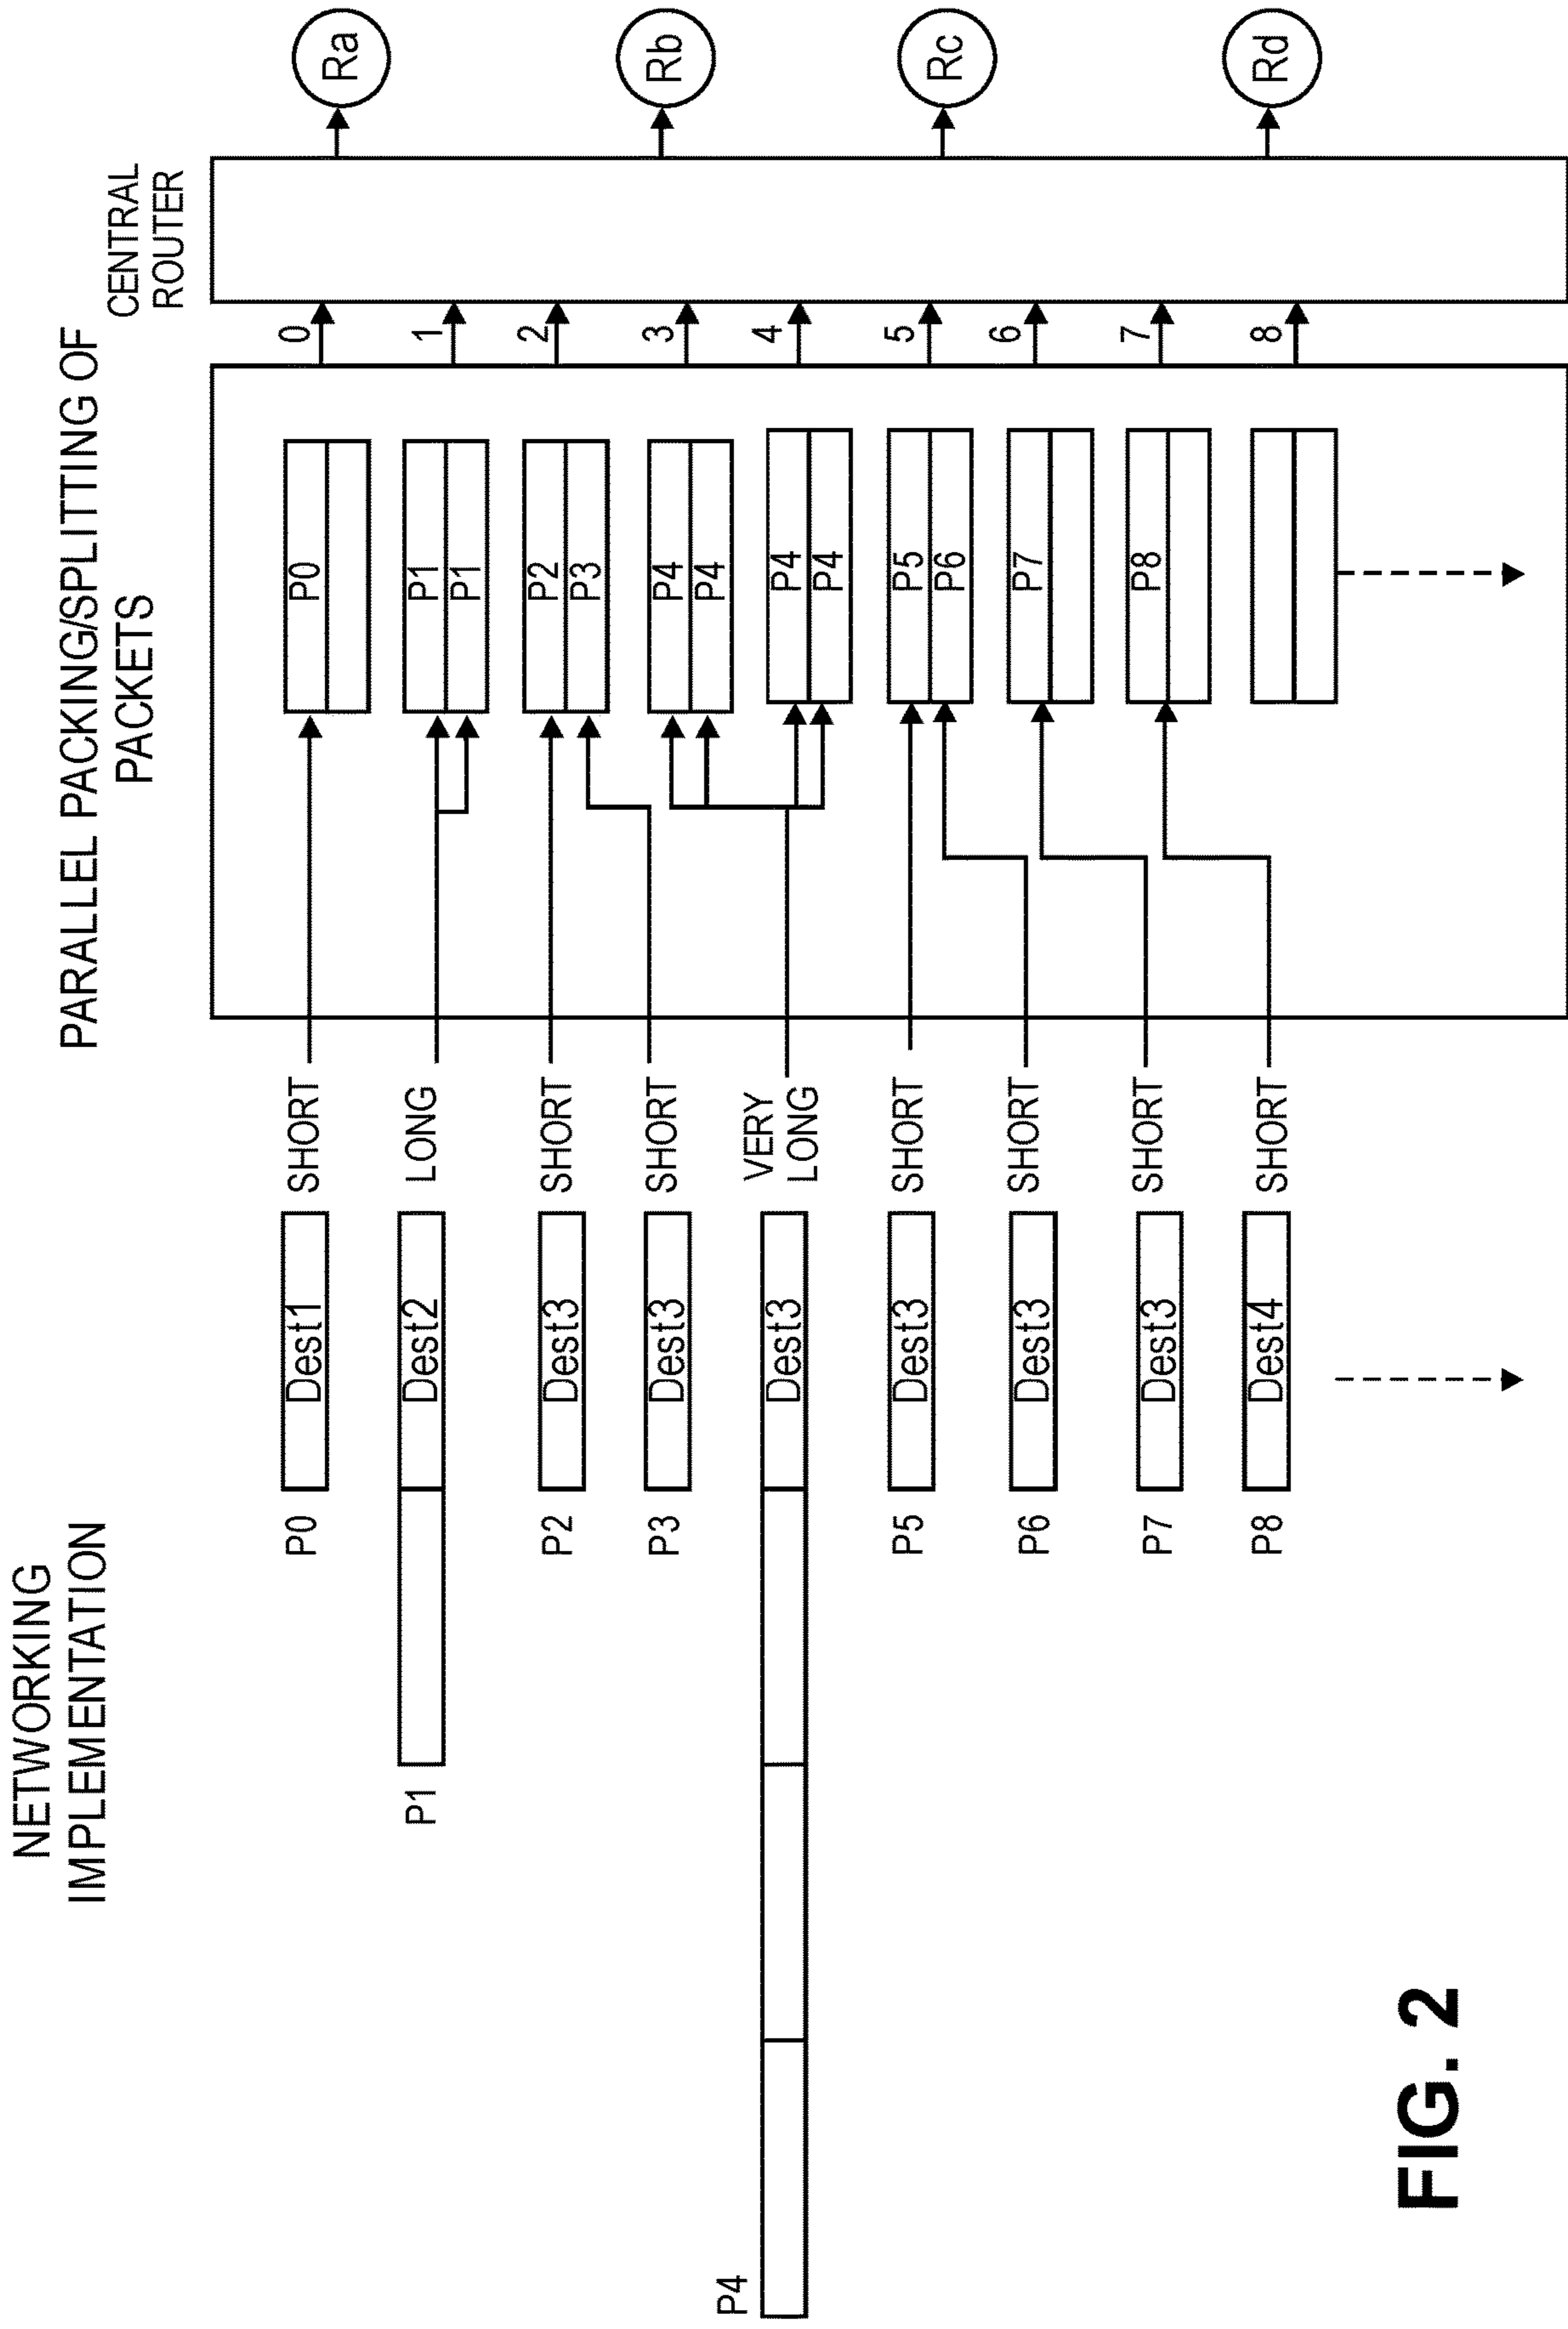 NETWORKING
IMPLEMENTATION
PARALLEL PACKING/SPLITTING OF
PACKETS
CENTRAL
ROUTER
P0
Dest1
SHORT
P0
0
Ra
P1
Dest2
LONG
P1
P1
1
P2
Dest3
SHORT
P2
P3
2
P3
Dest3
SHORT
P4
P4
3
Rb
P4
Dest3
VERY
LONG
P4
P4
4
P5
Dest3
SHORT
P5
P6
5
Rc
P6
Dest3
SHORT
P7
6
P7
Dest3
SHORT
P8
7
P8
Dest4
SHORT
8
Rd
FIG. 2